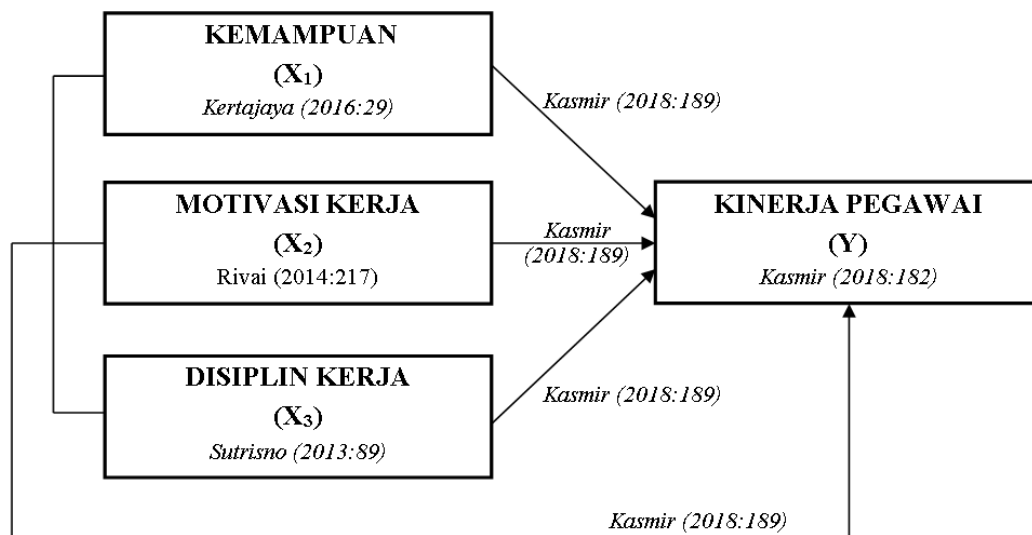 KEMAMPUAN
(X₁)
Kertajaya (2016:29)
Kasmir (2018:189)
MOTIVASI KERJA
(X₂)
Rivai (2014:217)
Kasmir
(2018:189)
KINERJA PEGAWAI
(Y)
Kasmir (2018:182)
DISIPLIN KERJA
(X₃)
Sutrisno (2013:89)
Kasmir (2018:189)
Kasmir (2018:189)